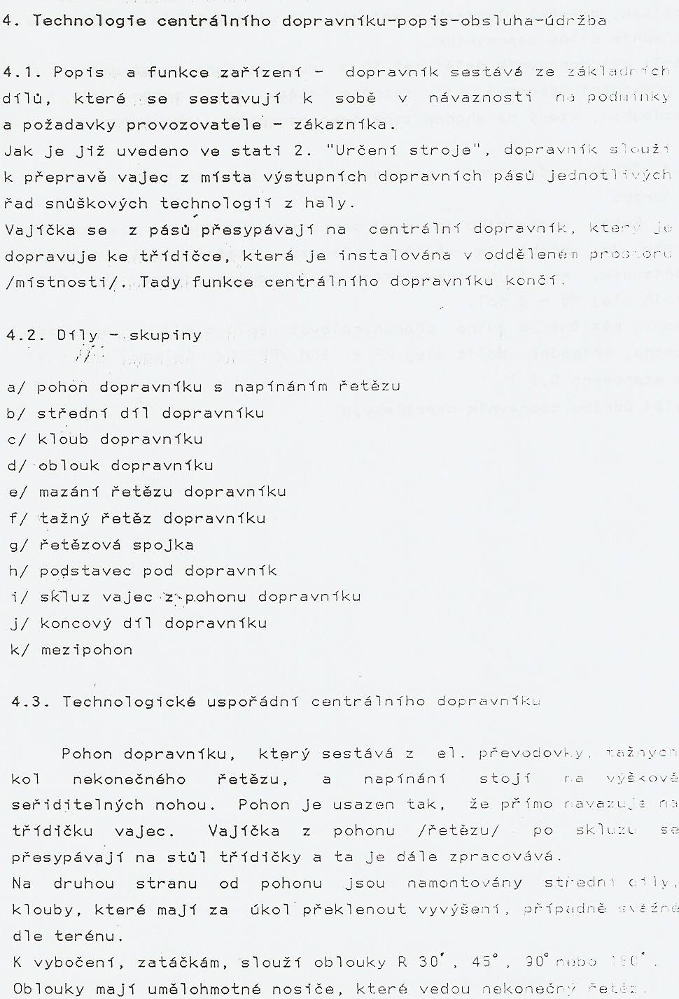 4. Technologie centrálního dopravníku-popis-obsluha-údržba
4.1. Popis a funkce zařízení - dopravník sestává ze základních
dílů, které se sestavují k sobě v návaznosti na podmínky
a požadavky provozovatele - zákazníka.
Jak je již uvedeno ve stati 2. "Určení stroje", dopravník slouží
k přepravě vajec z místa výstupních dopravních pásů jednotlivých
řad snůškových technologií z haly.
Vajíčka se z pásů přesypávají na centrální dopravník, který je
dopravuje ke třídičce, která je instalována v odděleném prostoru
/místnosti/. Tady funkce centrálního dopravníku končí.
4.2. Díly - skupiny
a/ pohon dopravníku s napínáním řetězu
b/ střední díl dopravníku
c/ kloub dopravníku
d/ oblouk dopravníku
e/ mazání řetězu dopravníku
f/ tažný řetěz dopravníku
g/ řetězová spojka
h/ podstavec pod dopravník
i/ skluz vajec z pohonu dopravníku
j/ koncový díl dopravníku
k/ mezipohon
4.3. Technologické uspořádní centrálního dopravníku
Pohon dopravníku, který sestává z el. převodovky, tažných
kol nekonečného řetězu, a napínání stojí na výškově
seřiditelných nohou. Pohon je usazen tak, že přímo navazuje na
třídičku vajec. Vajíčka z pohonu /řetězu/ po skluzu se
přesypávají na stůl třídičky a ta je dále zpracovává.
Na druhou stranu od pohonu jsou namontovány střední díly,
klouby, které mají za úkol překlenout vyvýšení, případně svážné
dle terénu.
K vybočení, zatáčkám, slouží oblouky R 30°, 45°, 90° nebo 180°.
Oblouky mají umělohmotné nosiče, které vedou nekonečný řetěz.